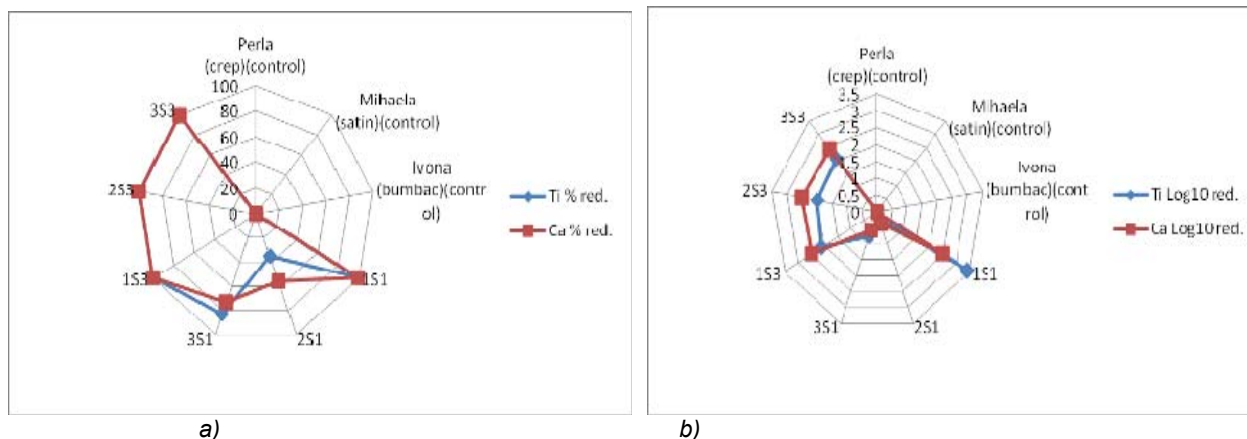 Perla
(crep)(control)
100
80
60
40
20
0
Mihaela
(satin)(control)
Ivona
(bumbac)(contr
ol)
1S1
2S1
3S1
1S3
2S3
3S3
Ti % red.
Ca % red.
a)
Perla
(crep)(control)
3.5
3
2.5
2
1.5
1
0.5
0
Mihaela
(satin)(control)
Ivona
(bumbac)(cont
rol)
1S1
2S1
3S1
1S3
2S3
3S3
Ti Log10 red.
Ca Log10 red.
b)